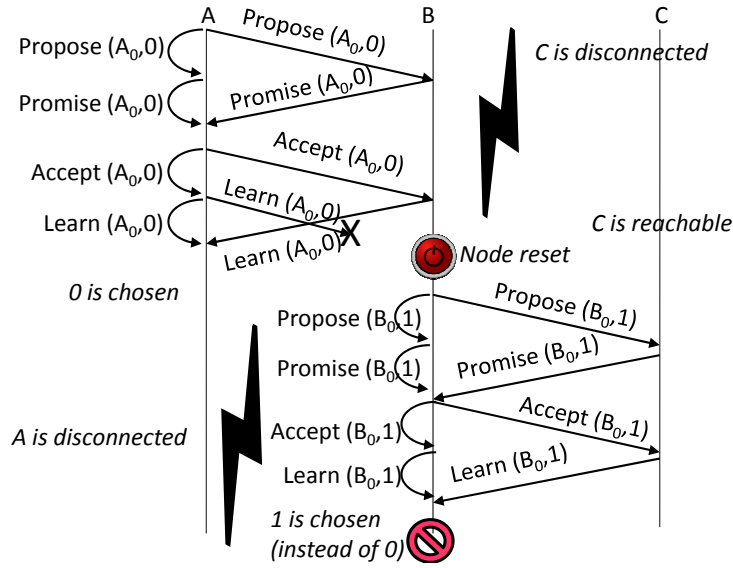 A
B
C
Propose (A₀,0)
Propose (A₀,0)
C is disconnected
Promise (A₀,0)
Promise (A₀,0)
Accept (A₀,0)
Accept (A₀,0)
Learn (A₀,0)
Learn (A₀,0)
Learn (A₀,0)
X
C is reachable
Node reset
0 is chosen
Propose (B₀,1)
Propose (B₀,1)
Promise (B₀,1)
Promise (B₀,1)
A is disconnected
Accept (B₀,1)
Accept (B₀,1)
Learn (B₀,1)
Learn (B₀,1)
1 is chosen
(instead of 0)